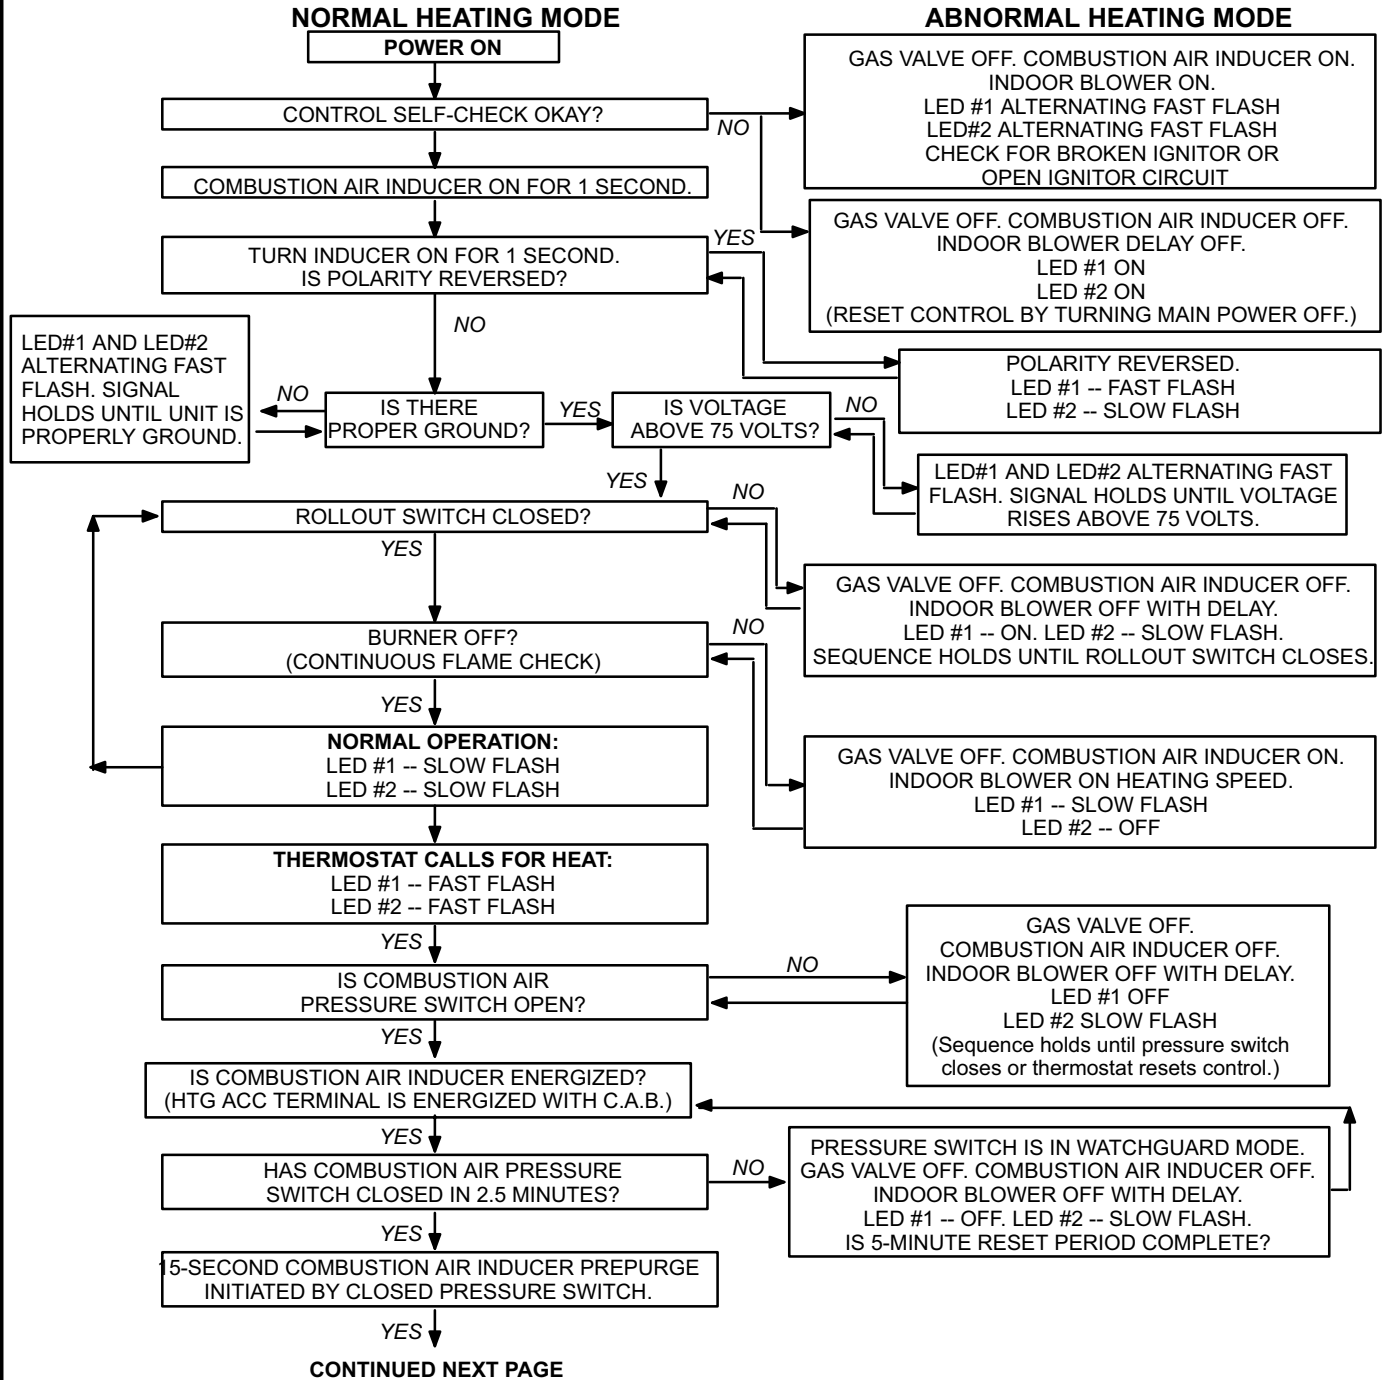 NORMAL HEATING MODE
ABNORMAL HEATING MODE
POWER ON
GAS VALVE OFF. COMBUSTION AIR INDUCER ON.
INDOOR BLOWER ON.
LED #1 ALTERNATING FAST FLASH
LED#2 ALTERNATING FAST FLASH
CHECK FOR BROKEN IGNITOR OR
OPEN IGNITOR CIRCUIT
CONTROL SELF-CHECK OKAY?
NO
COMBUSTION AIR INDUCER ON FOR 1 SECOND.
GAS VALVE OFF. COMBUSTION AIR INDUCER OFF.
INDOOR BLOWER DELAY OFF.
LED #1 ON
LED #2 ON
(RESET CONTROL BY TURNING MAIN POWER OFF.)
TURN INDUCER ON FOR 1 SECOND.
IS POLARITY REVERSED?
YES
NO
POLARITY REVERSED.
LED #1 -- FAST FLASH
LED #2 -- SLOW FLASH
LED#1 AND LED#2
ALTERNATING FAST
FLASH. SIGNAL
HOLDS UNTIL UNIT IS
PROPERLY GROUND.
NO
IS THERE
PROPER GROUND?
YES
IS VOLTAGE
ABOVE 75 VOLTS?
NO
LED#1 AND LED#2 ALTERNATING FAST
FLASH. SIGNAL HOLDS UNTIL VOLTAGE
RISES ABOVE 75 VOLTS.
YES
ROLLOUT SWITCH CLOSED?
NO
YES
GAS VALVE OFF. COMBUSTION AIR INDUCER OFF.
INDOOR BLOWER OFF WITH DELAY.
LED #1 -- ON. LED #2 -- SLOW FLASH.
SEQUENCE HOLDS UNTIL ROLLOUT SWITCH CLOSES.
BURNER OFF?
(CONTINUOUS FLAME CHECK)
NO
YES
GAS VALVE OFF. COMBUSTION AIR INDUCER ON.
INDOOR BLOWER ON HEATING SPEED.
LED #1 -- SLOW FLASH
LED #2 -- OFF
NORMAL OPERATION:
LED #1 -- SLOW FLASH
LED #2 -- SLOW FLASH
THERMOSTAT CALLS FOR HEAT:
LED #1 -- FAST FLASH
LED #2 -- FAST FLASH
YES
IS COMBUSTION AIR
PRESSURE SWITCH OPEN?
NO
GAS VALVE OFF.
COMBUSTION AIR INDUCER OFF.
INDOOR BLOWER OFF WITH DELAY.
LED #1 OFF
LED #2 SLOW FLASH
(Sequence holds until pressure switch
closes or thermostat resets control.)
YES
IS COMBUSTION AIR INDUCER ENERGIZED?
(HTG ACC TERMINAL IS ENERGIZED WITH C.A.B.)
YES
HAS COMBUSTION AIR PRESSURE
SWITCH CLOSED IN 2.5 MINUTES?
NO
PRESSURE SWITCH IS IN WATCHGUARD MODE.
GAS VALVE OFF. COMBUSTION AIR INDUCER OFF.
INDOOR BLOWER OFF WITH DELAY.
LED #1 -- OFF. LED #2 -- SLOW FLASH.
IS 5-MINUTE RESET PERIOD COMPLETE?
YES
15-SECOND COMBUSTION AIR INDUCER PREPURGE
INITIATED BY CLOSED PRESSURE SWITCH.
YES
CONTINUED NEXT PAGE